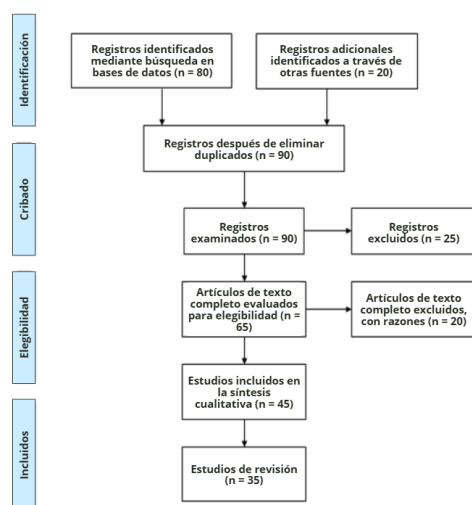 Identificación
Registros identificados
mediante búsqueda en
bases de datos (n = 80)
Registros adicionales
identificados a través de
otras fuentes (n = 20)
Registros después de eliminar
duplicados (n = 90)
Cribado
Registros
examinados (n = 90)
Registros
excluidos (n = 25)
Elegibilidad
Artículos de texto
completo evaluados
para elegibilidad (n =
65)
Artículos de texto
completo excluidos,
con razones (n = 20)
Estudios incluidos en
la síntesis
cualitativa (n = 45)
Incluidos
Estudios de revisión
(n = 35)